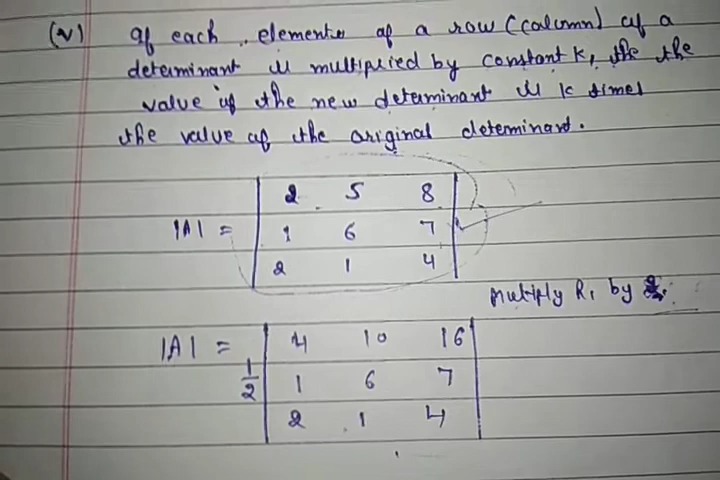 (v) If each element of a row (column) of a
determinant is multiplied by constant K, the the
value of the new determinant is k times
the value of the original determinant.
2 5 8
|A| = 1 6 7
2 1 4
Multiply R1 by
|A| = 4 10 16
1/2 1 6 7
2 1 4